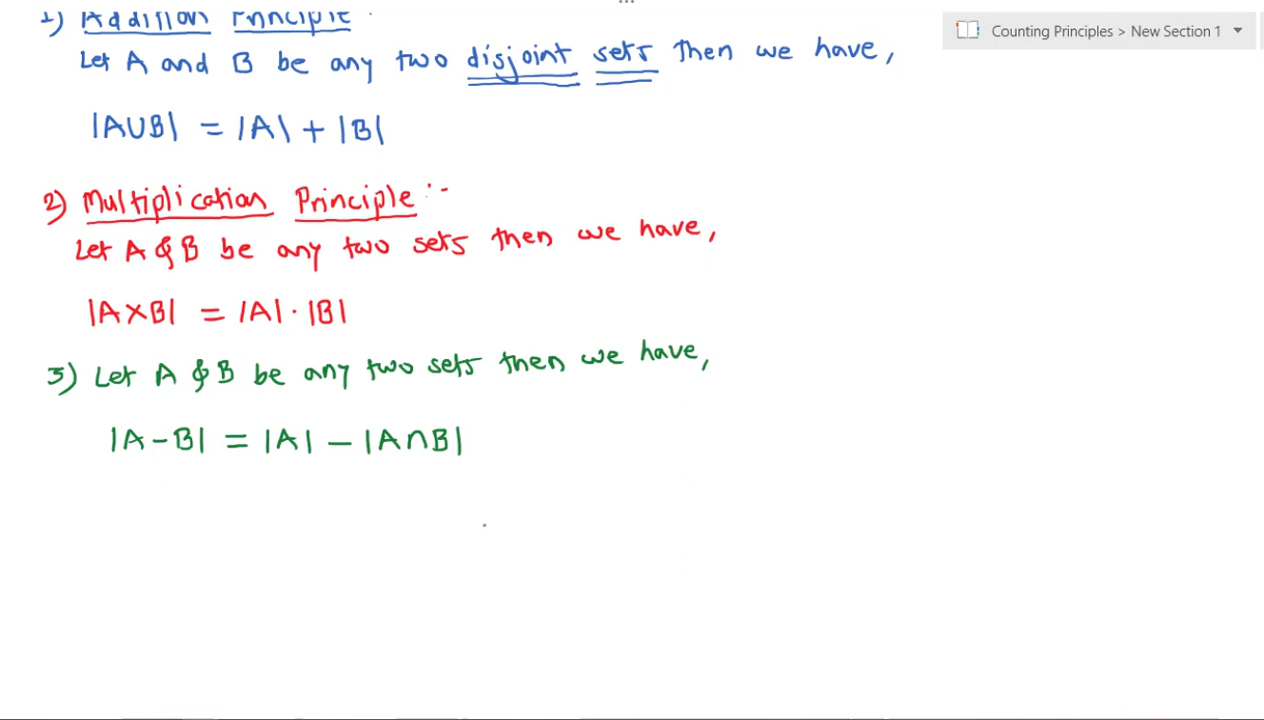 Counting Principles > New Section 1
1) Addition Principle :-
Let A and B be any two disjoint sets then we have,
|A∪B| = |A| + |B|
2) Multiplication Principle :-
Let A & B be any two sets then we have,
|A×B| = |A| · |B|
3) Let A & B be any two sets then we have,
|A-B| = |A| - |A∩B|